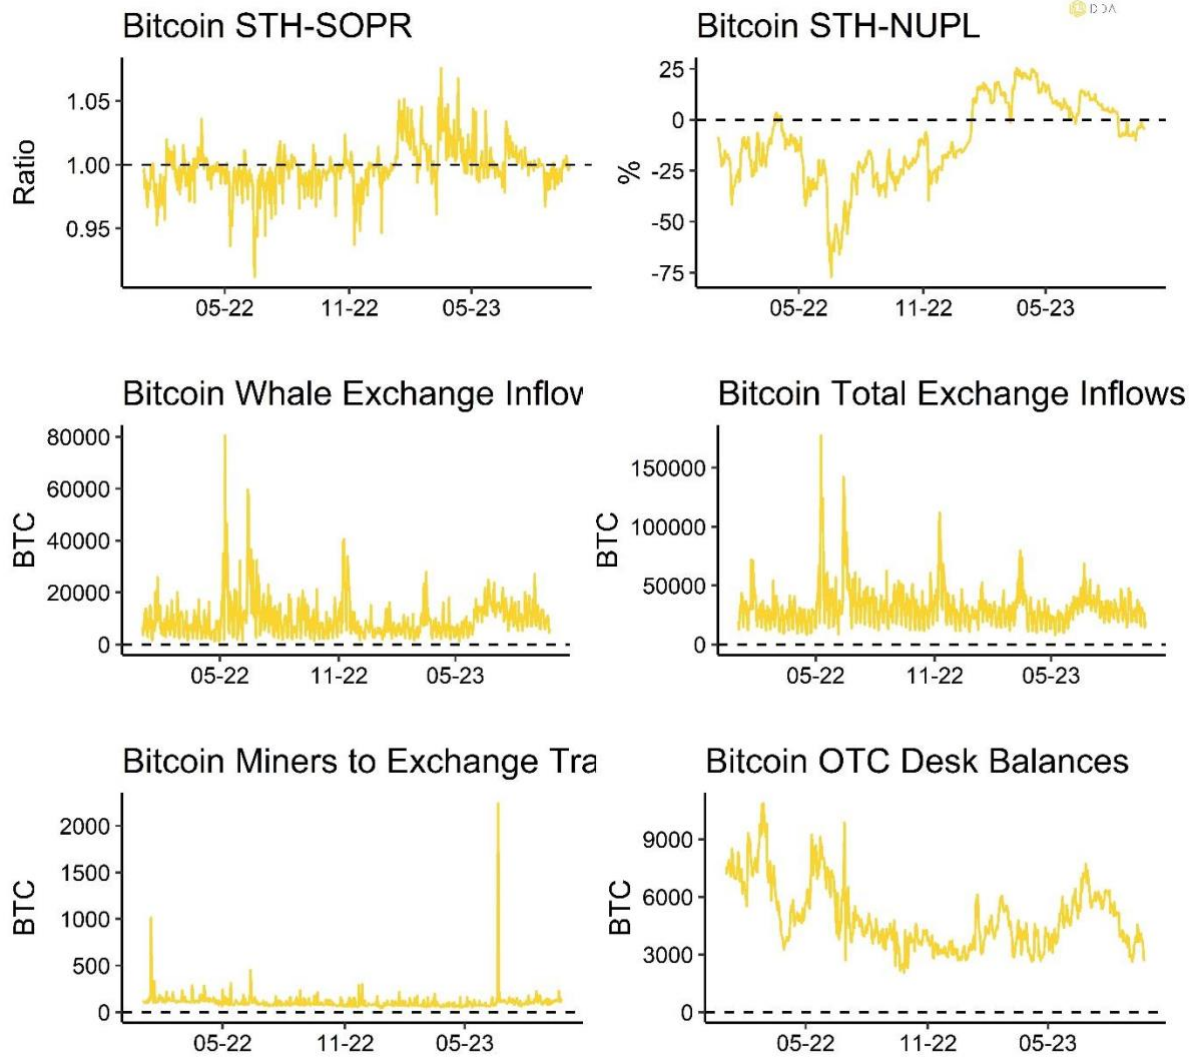 DDA
Bitcoin STH-SOPR
Ratio
1.05
1.00
0.95
05-22 11-22 05-23
Bitcoin STH-NUPL
%
25
0
-25
-50
-75
05-22 11-22 05-23
Bitcoin Whale Exchange Inflow
BTC
80000
60000
40000
20000
0
05-22 11-22 05-23
Bitcoin Total Exchange Inflows
BTC
150000
100000
50000
0
05-22 11-22 05-23
Bitcoin Miners to Exchange Tra
BTC
2000
1500
1000
500
0
05-22 11-22 05-23
Bitcoin OTC Desk Balances
BTC
9000
6000
3000
0
05-22 11-22 05-23